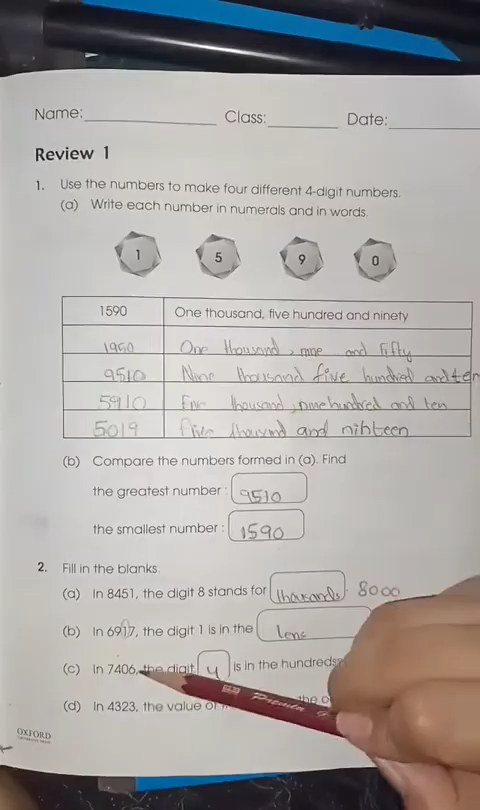 Name: Class: Date:
Review 1
1. Use the numbers to make four different 4-digit numbers.
(a) Write each number in numerals and in words.
1 5 9 0
1590 One thousand, five hundred and ninety
1950 One thousand, nine and fifty
9510 Nine thousand five hundred and ten
5910 Five thousand, nine hundred and ten
5019 Five thousand and nihteen
(b) Compare the numbers formed in (a). Find
the greatest number : 9510
the smallest number : 1590
2. Fill in the blanks.
(a) In 8451, the digit 8 stands for thousands. 8000
(b) In 6917, the digit 1 is in the tens
(c) In 7406, the digit 4 is in the hundreds
(d) In 4323, the value of the
OXFORD
Premier